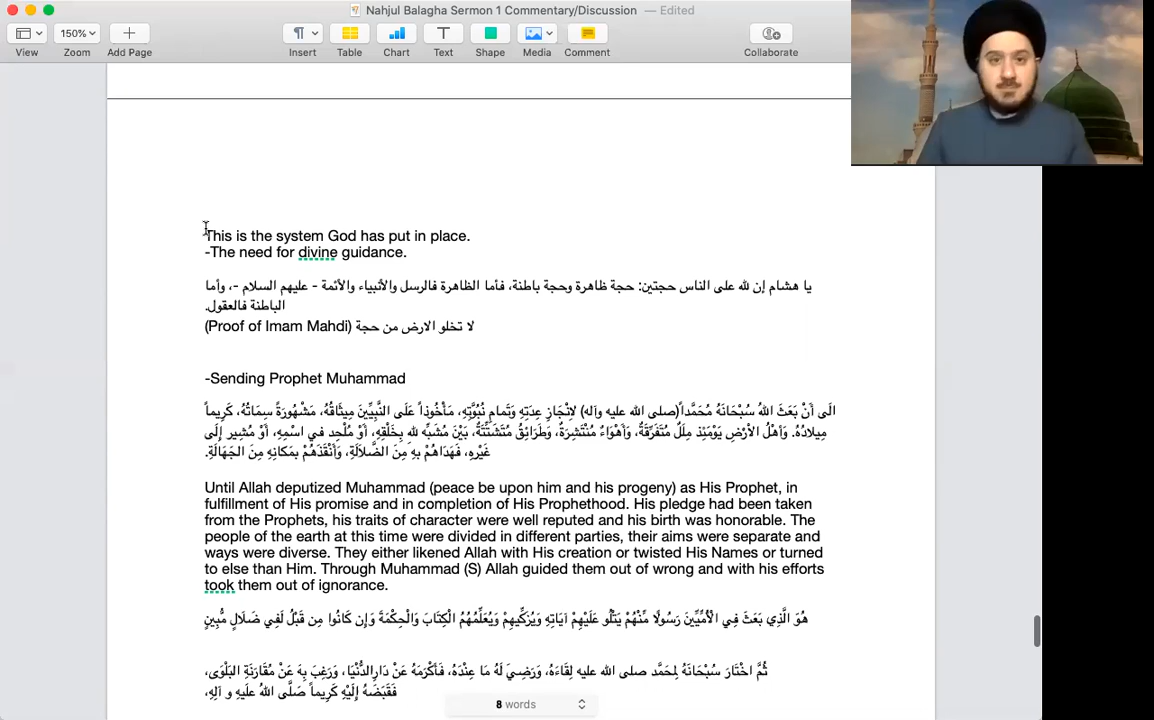 Nahjul Balagha Sermon 1 Commentary/Discussion — Edited
150%
View Zoom Add Page Insert Table Chart Text Shape Media Comment Collaborate
This is the system God has put in place.
-The need for divine guidance.
يا هشام إن لله على الناس حجتين: حجة ظاهرة وحجة باطنة، فأما الظاهرة فالرسل والأنبياء والأئمة - عليهم السلام -، وأما
الباطنة فالعقول.
(Proof of Imam Mahdi) لا تخلو الارض من حجة
-Sending Prophet Muhammad
الَى أَنْ بَعَثَ اللهُ سُبْحَانَهُ مُحَمَّداً(صلى الله عليه وآله) لاِنْجَازِ عِدَتِهِ وَتَمامِ نُبُوَّتِهِ، مَأْخُوذاً عَلَى النَّبِيِّينَ مِيثَاقُهُ، مَشْهُورَةً سِمَاتُهُ، كَرِيماً
مِيلادُهُ. وَأهْلُ الاَْرْضِ يَوْمَئِذ مِلَلٌ مُتَفَرِّقَةٌ، وَأَهْوَاءٌ مُنْتَشِرَةٌ، وَطَرَائِقُ مُتَشَتِّتَةٌ، بَيْنَ مُشَبِّه للهِ بِخَلْقِهِ، أَوْ مُلْحِد في اسْمِهِ، أَوْ مُشِير إِلَى
غَيْرِهِ، فَهَدَاهُمْ بهِ مِنَ الضَّلاَلَةِ، وَأَنْقَذَهُمْ بمَكانِهِ مِنَ الجَهَالَةِ.
Until Allah deputized Muhammad (peace be upon him and his progeny) as His Prophet, in
fulfillment of His promise and in completion of His Prophethood. His pledge had been taken
from the Prophets, his traits of character were well reputed and his birth was honorable. The
people of the earth at this time were divided in different parties, their aims were separate and
ways were diverse. They either likened Allah with His creation or twisted His Names or turned
to else than Him. Through Muhammad (S) Allah guided them out of wrong and with his efforts
took them out of ignorance.
هُوَ الَّذِي بَعَثَ فِي الْأُمِّيِّينَ رَسُولًا مِّنْهُمْ يَتْلُو عَلَيْهِمْ آيَاتِهِ وَيُزَكِّيهِمْ وَيُعَلِّمُهُمُ الْكِتَابَ وَالْحِكْمَةَ وَإِن كَانُوا مِن قَبْلُ لَفِي ضَلَالٍ مُّبِينٍ
ثُمَّ اخْتَارَ سُبْحَانَهُ لِمُحَمَّد صلى الله عليه لِقَاءَهُ، وَرَضِيَ لَهُ مَا عِنْدَهُ، فَأَكْرَمَهُ عَنْ دَارِالدُّنْيَا، وَرَغِبَ بِهِ عَنْ مُقَارَنَةِ البَلْوَى،
فَقَبَضَهُ إِلَيْهِ كَرِيماً صَلَّى اللهُ عَلَيهِ و آلِهِ،
8 words